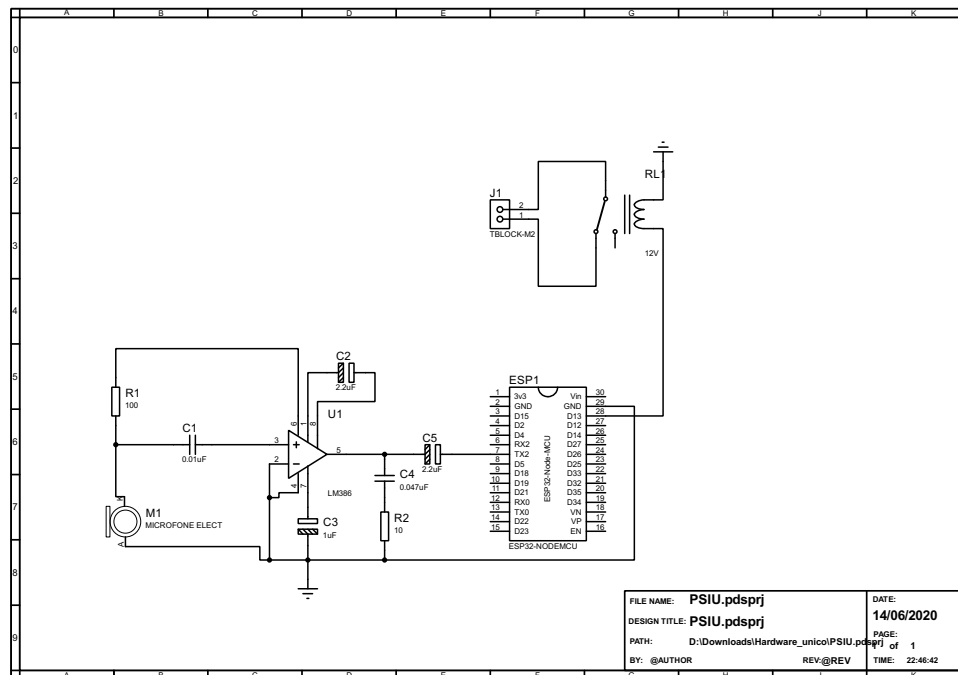 A B C D E F G H J K
0
1
2
3
4
5
6
7
8
9
RL1
12V
J1
2
1
TBLOCK-M2
R1
100
C1
0.01uF
C2
2.2uF
U1
6 1 8
3
2
5
4 7
LM386
C3
1uF
C5
2.2uF
C4
0.047uF
R2
10
K
M1
MICROFONE ELECT
A
ESP1
ESP32-Node-MCU
1 3v3 Vin 30
2 GND GND 29
3 D15 D13 28
4 D2 D12 27
5 D4 D14 26
6 RX2 D27 25
7 TX2 D26 24
8 D5 D25 23
9 D18 D33 22
10 D19 D32 21
11 D21 D35 20
12 RX0 D34 19
13 TX0 VN 18
14 D22 VP 17
15 D23 EN 16
ESP32-NODEMCU
FILE NAME: PSIU.pdsprj
DESIGN TITLE: PSIU.pdsprj
PATH: D:\Downloads\Hardware_unico\PSIU.pdsprj
BY: @AUTHOR REV:@REV
DATE:
14/06/2020
PAGE:
of 1
TIME: 22:46:42